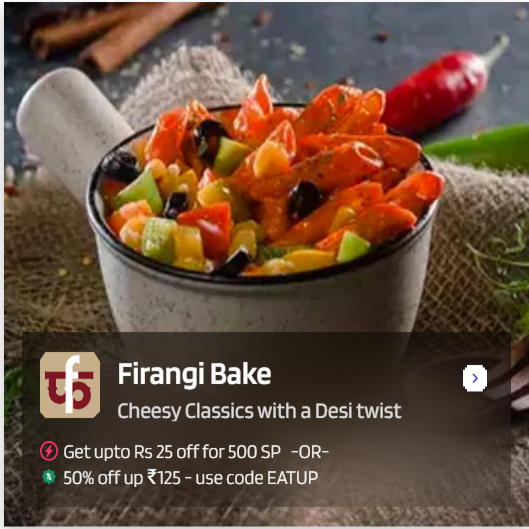 Firangi Bake
Cheesy Classics with a Desi twist
Get upto Rs 25 off for 500 SP -OR-
50% off up ₹125 - use code EATUP